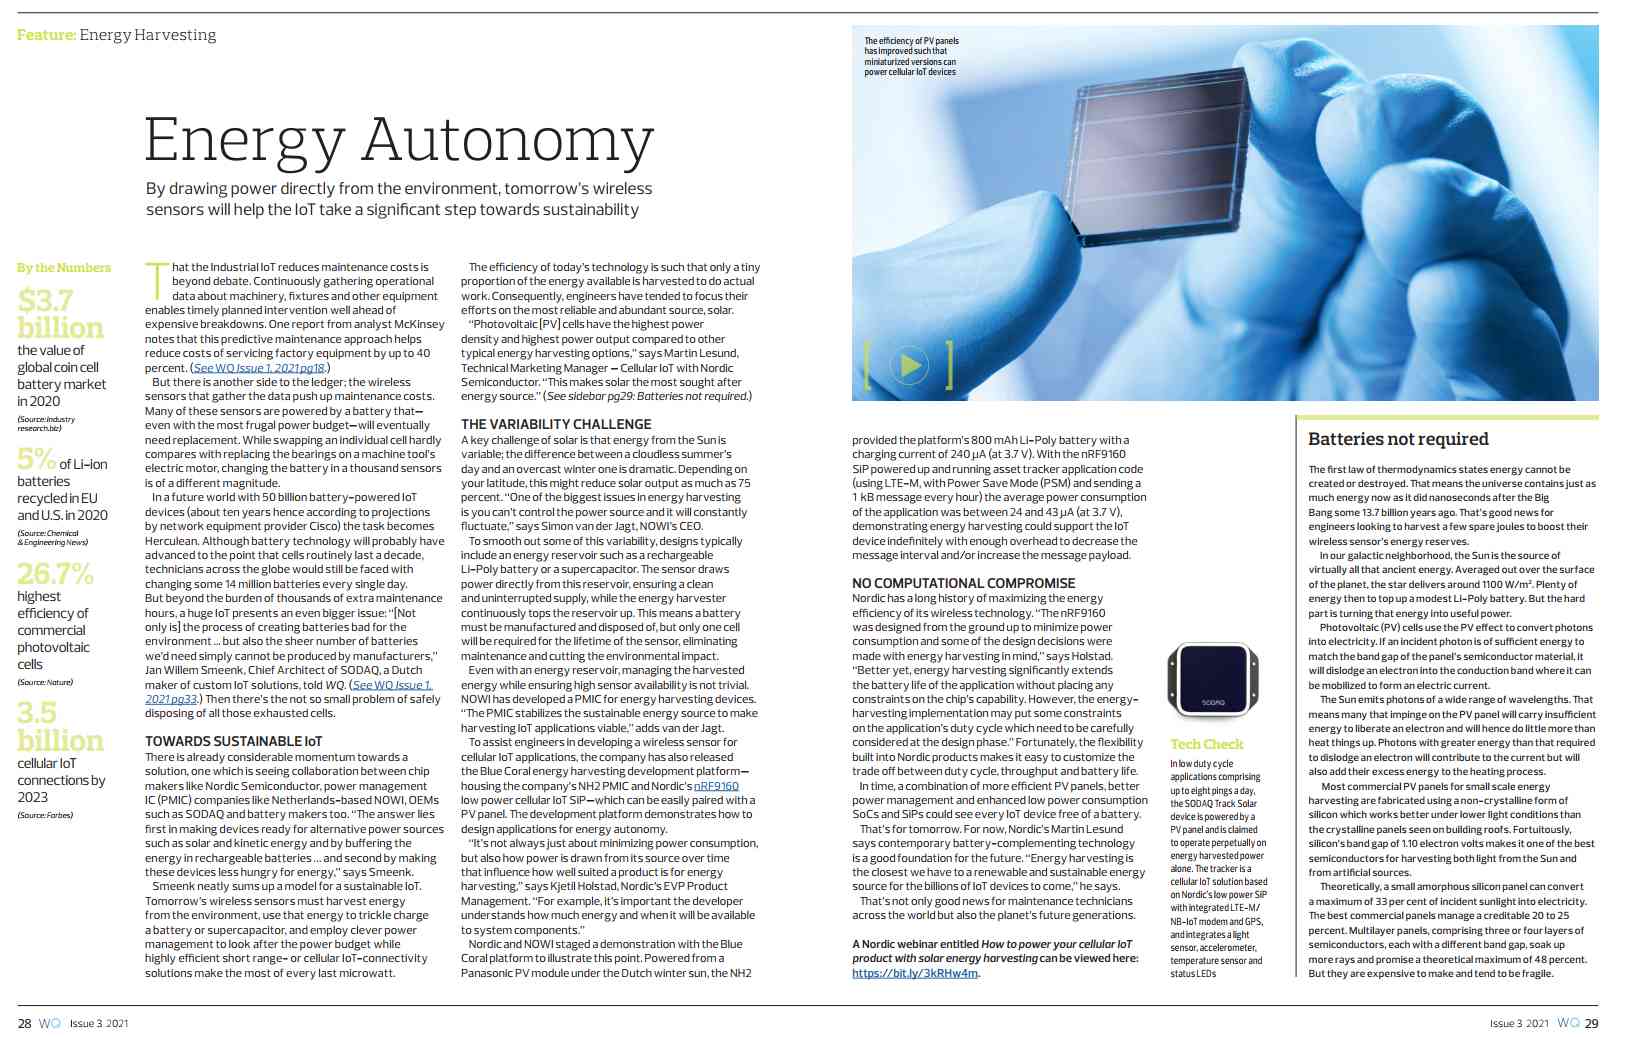 Feature: Energy Harvesting
Energy Autonomy
By drawing power directly from the environment, tomorrow's wireless
sensors will help the IoT take a significant step towards sustainability
By the Numbers
$3.7
billion
the value of
global coin cell
battery market
in 2020
(Source: Industry
research.biz)
5% of Li-ion
batteries
recycled in EU
and U.S. in 2020
(Source: Chemical
& Engineering News)
26.7%
highest
efficiency of
commercial
photovoltaic
cells
(Source: Nature)
3.5
billion
cellular IoT
connections by
2023
(Source: Forbes)
That the Industrial IoT reduces maintenance costs is
beyond debate. Continuously gathering operational
data about machinery, fixtures and other equipment
enables timely planned intervention well ahead of
expensive breakdowns. One report from analyst McKinsey
notes that this predictive maintenance approach helps
reduce costs of servicing factory equipment by up to 40
percent. (See WQ Issue 1, 2021 pg18.)
But there is another side to the ledger; the wireless
sensors that gather the data push up maintenance costs.
Many of these sensors are powered by a battery that—
even with the most frugal power budget—will eventually
need replacement. While swapping an individual cell hardly
compares with replacing the bearings on a machine tool's
electric motor, changing the battery in a thousand sensors
is of a different magnitude.
In a future world with 50 billion battery-powered IoT
devices (about ten years hence according to projections
by network equipment provider Cisco) the task becomes
Herculean. Although battery technology will probably have
advanced to the point that cells routinely last a decade,
technicians across the globe would still be faced with
changing some 14 million batteries every single day.
But beyond the burden of thousands of extra maintenance
hours, a huge IoT presents an even bigger issue: "[Not
only is] the process of creating batteries bad for the
environment ... but also the sheer number of batteries
we'd need simply cannot be produced by manufacturers,"
Jan Willem Smeenk, Chief Architect of SODAQ, a Dutch
maker of custom IoT solutions, told WQ. (See WQ Issue 1,
2021 pg33.) Then there's the not so small problem of safely
disposing of all those exhausted cells.
TOWARDS SUSTAINABLE IoT
There is already considerable momentum towards a
solution, one which is seeing collaboration between chip
makers like Nordic Semiconductor, power management
IC (PMIC) companies like Netherlands-based NOWI, OEMs
such as SODAQ and battery makers too. "The answer lies
first in making devices ready for alternative power sources
such as solar and kinetic energy and by buffering the
energy in rechargeable batteries ... and second by making
these devices less hungry for energy," says Smeenk.
Smeenk neatly sums up a model for a sustainable IoT.
Tomorrow's wireless sensors must harvest energy
from the environment, use that energy to trickle charge
a battery or supercapacitor, and employ clever power
management to look after the power budget while
highly efficient short range- or cellular IoT-connectivity
solutions make the most of every last microwatt.
The efficiency of today's technology is such that only a tiny
proportion of the energy available is harvested to do actual
work. Consequently, engineers have tended to focus their
efforts on the most reliable and abundant source, solar.
"Photovoltaic [PV] cells have the highest power
density and highest power output compared to other
typical energy harvesting options," says Martin Lesund,
Technical Marketing Manager – Cellular IoT with Nordic
Semiconductor. "This makes solar the most sought after
energy source." (See sidebar pg29: Batteries not required.)
THE VARIABILITY CHALLENGE
A key challenge of solar is that energy from the Sun is
variable; the difference between a cloudless summer's
day and an overcast winter one is dramatic. Depending on
your latitude, this might reduce solar output as much as 75
percent. "One of the biggest issues in energy harvesting
is you can't control the power source and it will constantly
fluctuate," says Simon van der Jagt, NOWI's CEO.
To smooth out some of this variability, designs typically
include an energy reservoir such as a rechargeable
Li-Poly battery or a supercapacitor. The sensor draws
power directly from this reservoir, ensuring a clean
and uninterrupted supply, while the energy harvester
continuously tops the reservoir up. This means a battery
must be manufactured and disposed of, but only one cell
will be required for the lifetime of the sensor, eliminating
maintenance and cutting the environmental impact.
Even with an energy reservoir, managing the harvested
energy while ensuring high sensor availability is not trivial.
NOWI has developed a PMIC for energy harvesting devices.
"The PMIC stabilizes the sustainable energy source to make
harvesting IoT applications viable," adds van der Jagt.
To assist engineers in developing a wireless sensor for
cellular IoT applications, the company has also released
the Blue Coral energy harvesting development platform—
housing the company's NH2 PMIC and Nordic's nRF9160
low power cellular IoT SiP—which can be easily paired with a
PV panel. The development platform demonstrates how to
design applications for energy autonomy.
"It's not always just about minimizing power consumption,
but also how power is drawn from its source over time
that influence how well suited a product is for energy
harvesting," says Kjetil Holstad, Nordic's EVP Product
Management. "For example, it's important the developer
understands how much energy and when it will be available
to system components."
Nordic and NOWI staged a demonstration with the Blue
Coral platform to illustrate this point. Powered from a
Panasonic PV module under the Dutch winter sun, the NH2
The efficiency of PV panels
has improved such that
miniaturized versions can
power cellular IoT devices
provided the platform's 800 mAh Li-Poly battery with a
charging current of 240 µA (at 3.7 V). With the nRF9160
SiP powered up and running asset tracker application code
(using LTE-M, with Power Save Mode (PSM) and sending a
1 kB message every hour) the average power consumption
of the application was between 24 and 43 µA (at 3.7 V),
demonstrating energy harvesting could support the IoT
device indefinitely with enough overhead to decrease the
message interval and/or increase the message payload.
NO COMPUTATIONAL COMPROMISE
Nordic has a long history of maximizing the energy
efficiency of its wireless technology. "The nRF9160
was designed from the ground up to minimize power
consumption and some of the design decisions were
made with energy harvesting in mind," says Holstad.
"Better yet, energy harvesting significantly extends
the battery life of the application without placing any
constraints on the chip's capability. However, the energy-
harvesting implementation may put some constraints
on the application's duty cycle which need to be carefully
considered at the design phase." Fortunately, the flexibility
built into Nordic products makes it easy to customize the
trade off between duty cycle, throughput and battery life.
In time, a combination of more efficient PV panels, better
power management and enhanced low power consumption
SoCs and SiPs could see every IoT device free of a battery.
That's for tomorrow. For now, Nordic's Martin Lesund
says contemporary battery-complementing technology
is a good foundation for the future. "Energy harvesting is
the closest we have to a renewable and sustainable energy
source for the billions of IoT devices to come," he says.
That's not only good news for maintenance technicians
across the world but also the planet's future generations.
A Nordic webinar entitled How to power your cellular IoT
product with solar energy harvesting can be viewed here:
https://bit.ly/3kRHw4m.
SODAQ
Tech Check
In low duty cycle
applications comprising
up to eight pings a day,
the SODAQ Track Solar
device is powered by a
PV panel and is claimed
to operate perpetually on
energy harvested power
alone. The tracker is a
cellular IoT solution based
on Nordic's low power SiP
with integrated LTE-M/
NB-IoT modem and GPS,
and integrates a light
sensor, accelerometer,
temperature sensor and
status LEDs
Batteries not required
The first law of thermodynamics states energy cannot be
created or destroyed. That means the universe contains just as
much energy now as it did nanoseconds after the Big
Bang some 13.7 billion years ago. That's good news for
engineers looking to harvest a few spare joules to boost their
wireless sensor's energy reserves.
In our galactic neighborhood, the Sun is the source of
virtually all that ancient energy. Averaged out over the surface
of the planet, the star delivers around 1100 W/m². Plenty of
energy then to top up a modest Li-Poly battery. But the hard
part is turning that energy into useful power.
Photovoltaic (PV) cells use the PV effect to convert photons
into electricity. If an incident photon is of sufficient energy to
match the band gap of the panel's semiconductor material, it
will dislodge an electron into the conduction band where it can
be mobilized to form an electric current.
The Sun emits photons of a wide range of wavelengths. That
means many that impinge on the PV panel will carry insufficient
energy to liberate an electron and will hence do little more than
heat things up. Photons with greater energy than that required
to dislodge an electron will contribute to the current but will
also add their excess energy to the heating process.
Most commercial PV panels for small scale energy
harvesting are fabricated using a non-crystalline form of
silicon which works better under lower light conditions than
the crystalline panels seen on building roofs. Fortuitously,
silicon's band gap of 1.10 electron volts makes it one of the best
semiconductors for harvesting both light from the Sun and
from artificial sources.
Theoretically, a small amorphous silicon panel can convert
a maximum of 33 per cent of incident sunlight into electricity.
The best commercial panels manage a creditable 20 to 25
percent. Multilayer panels, comprising three or four layers of
semiconductors, each with a different band gap, soak up
more rays and promise a theoretical maximum of 48 percent.
But they are expensive to make and tend to be fragile.
28 WQ Issue 3 2021
Issue 3 2021 WQ 29